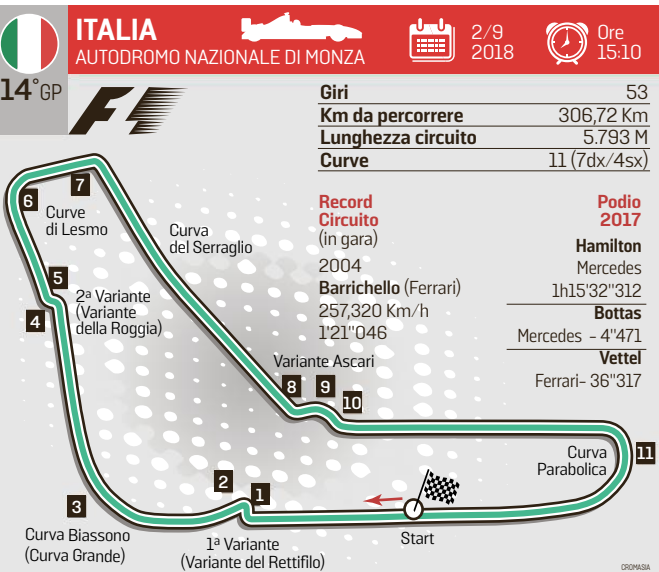 ITALIA
AUTODROMO NAZIONALE DI MONZA
2/9
2018
Ore
15:10
14°GP
F1
Giri 53
Km da percorrere 306,72 Km
Lunghezza circuito 5.793 M
Curve 11 (7dx/4sx)
Record
Circuito
(in gara)
2004
Barrichello (Ferrari)
257,320 Km/h
1'21"046
Podio
2017
Hamilton
Mercedes
1h15'32"312
Bottas
Mercedes - 4"471
Vettel
Ferrari- 36"317
7
6
Curve
di Lesmo
Curva
del Serraglio
5
2ª Variante
(Variante
della Roggia)
4
Variante Ascari
8
9
10
Curva
Parabolica
11
2
1
3
Curva Biassono
(Curva Grande)
1ª Variante
(Variante del Rettifilo)
Start
CROMASIA